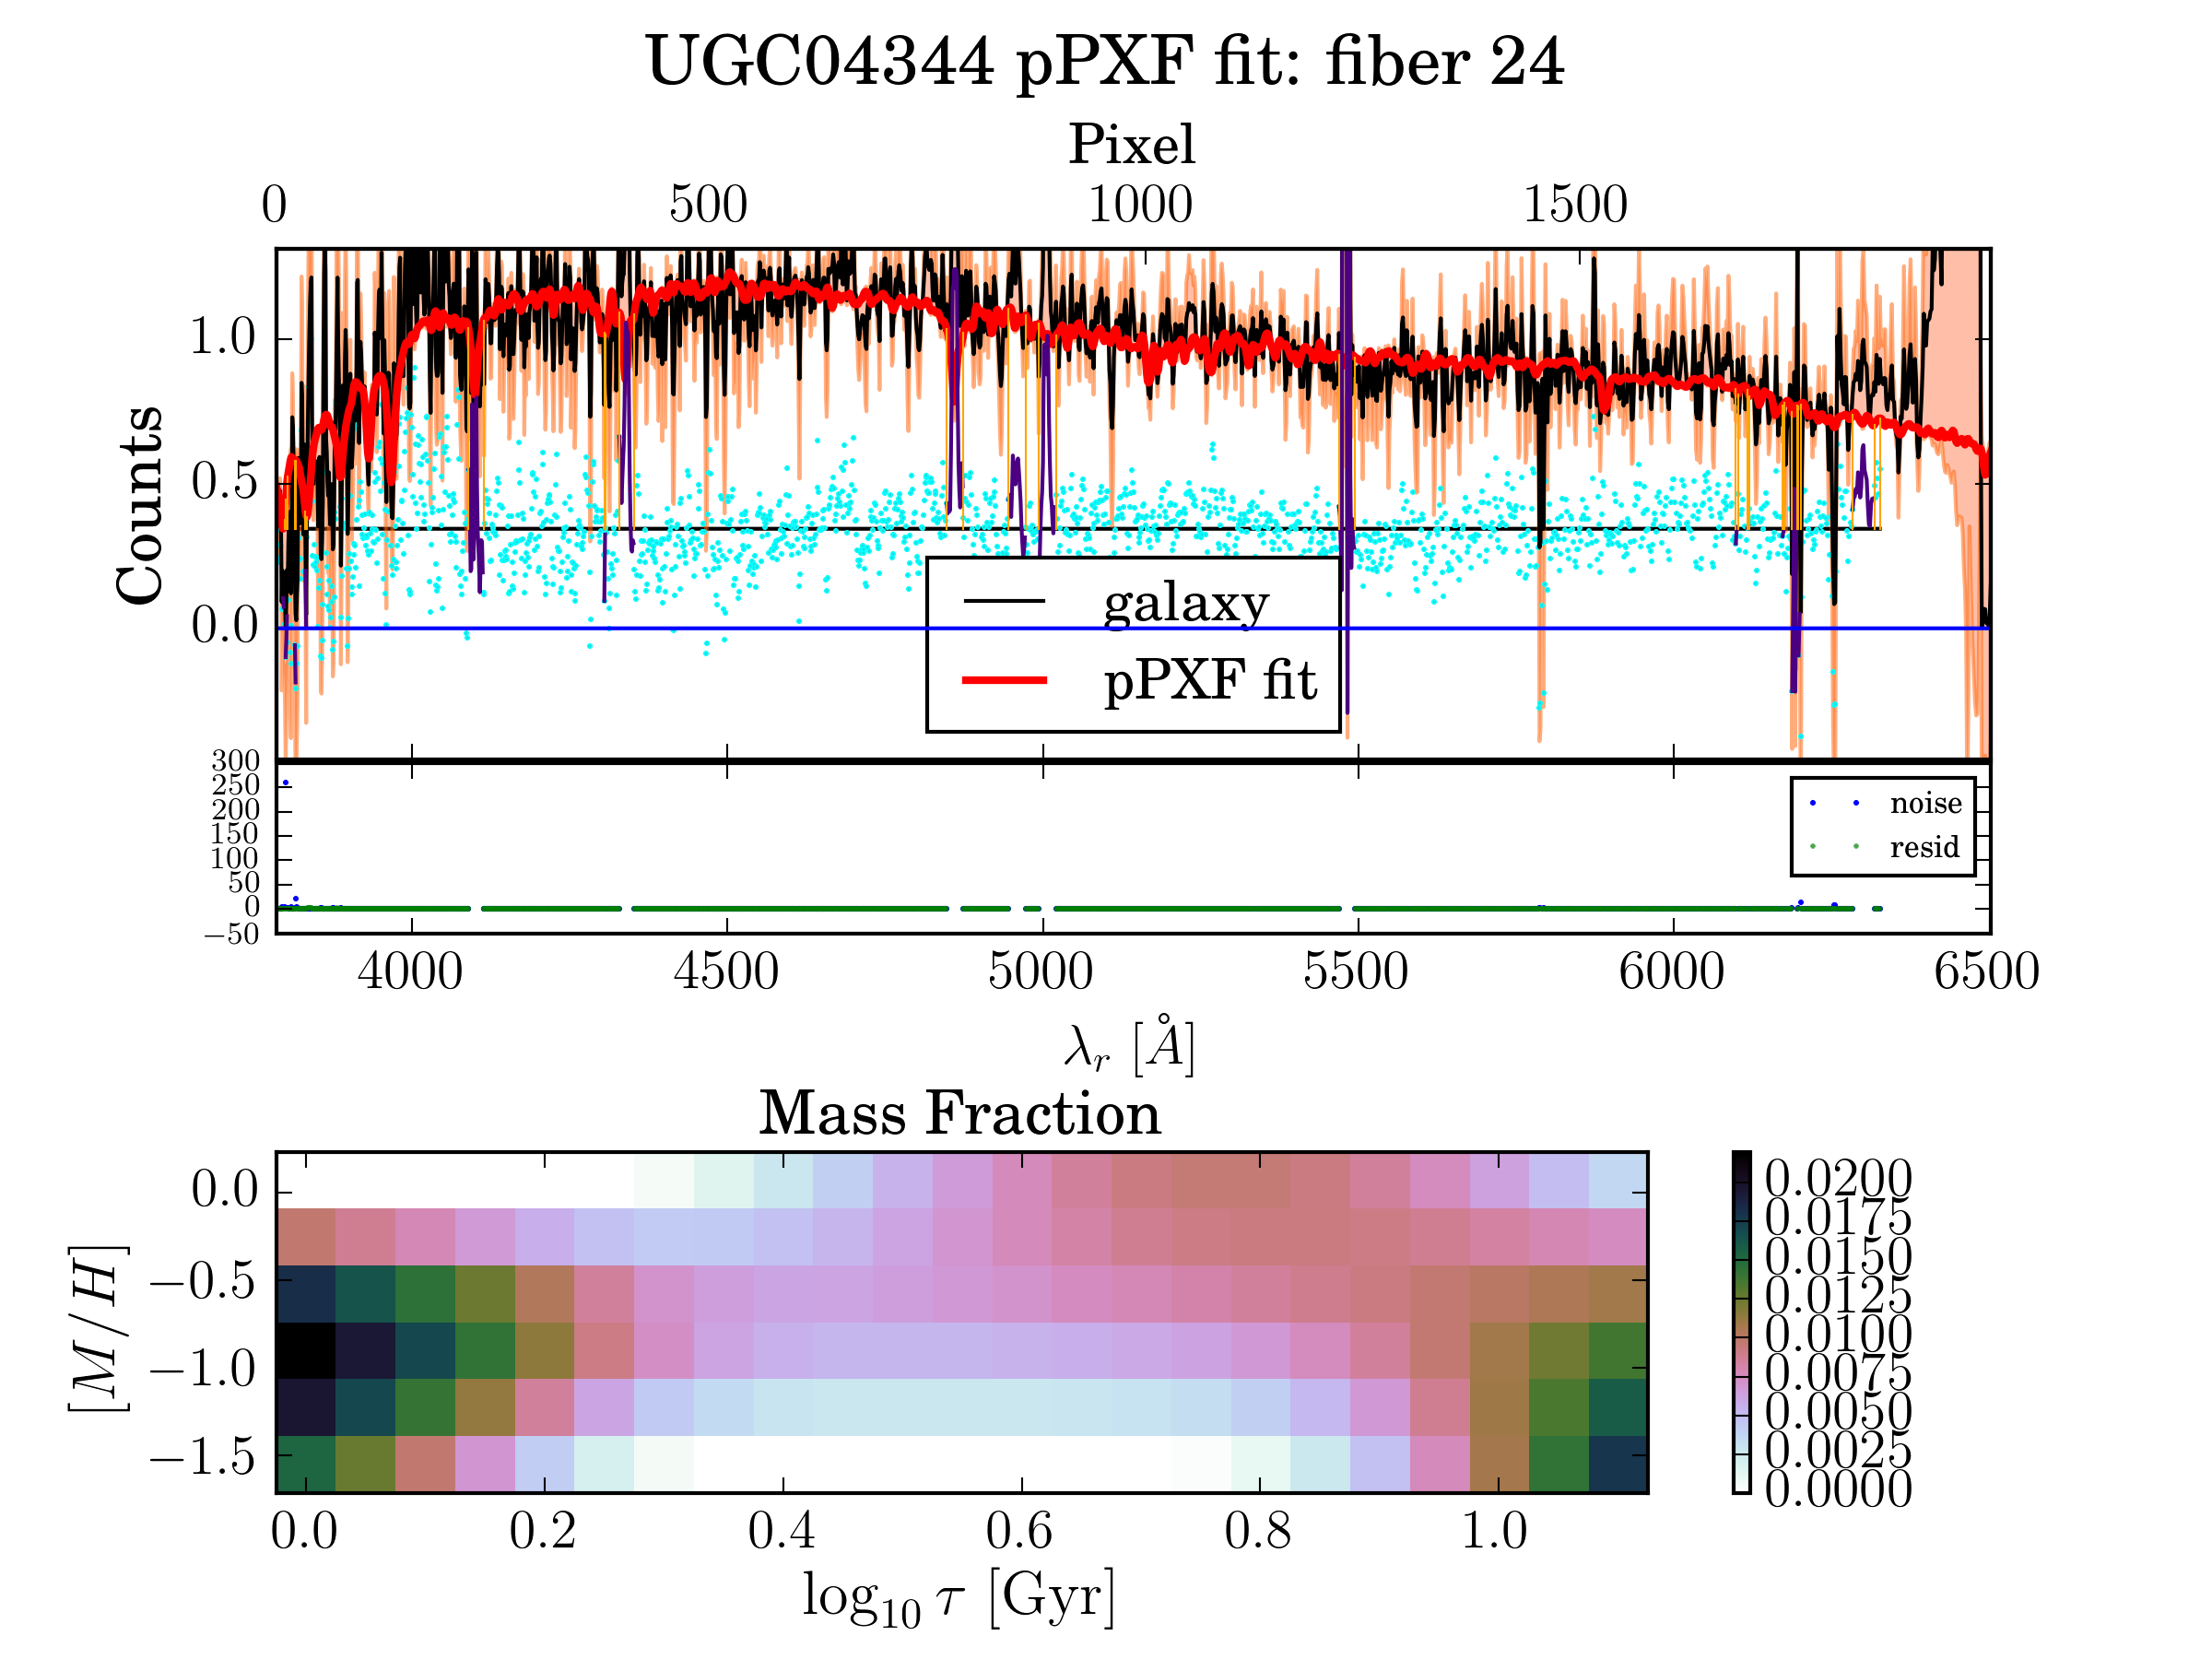 UGC04344 pPXF fit: fiber 24
Pixel
0 500 1000 1500
Counts
1.0
0.5
0.0
galaxy
pPXF fit
300
250
200
150
100
50
0
−50
noise
resid
4000 4500 5000 5500 6000 6500
λr [Å]
Mass Fraction
[M/H]
0.0
−0.5
−1.0
−1.5
0.0 0.2 0.4 0.6 0.8 1.0
log10 τ [Gyr]
0.0200
0.0175
0.0150
0.0125
0.0100
0.0075
0.0050
0.0025
0.0000